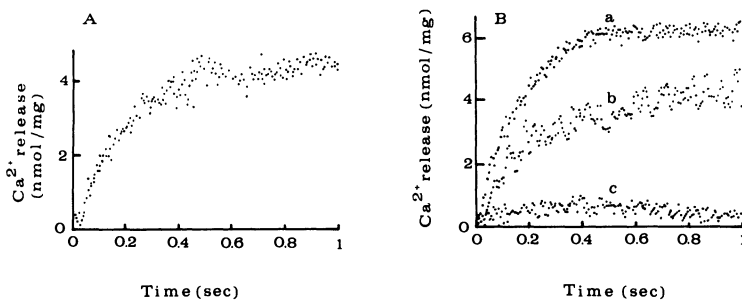 A
Ca2+ release
(nmol/mg)
4
2
0
0 0.2 0.4 0.6 0.8 1
Time (sec)
B
a
b
c
Ca2+ release (nmol/mg)
6
4
2
0
0 0.2 0.4 0.6 0.8 1
Time (sec)